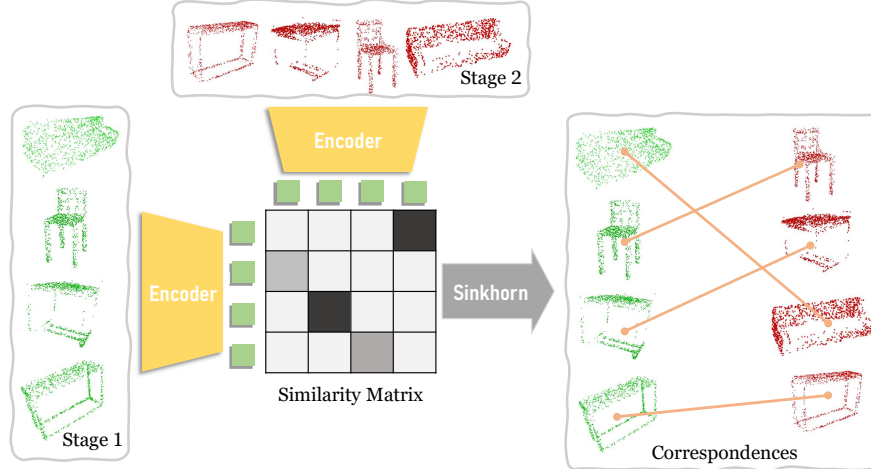 Stage 2
Encoder
Encoder
Sinkhorn
Similarity Matrix
Stage 1
Correspondences